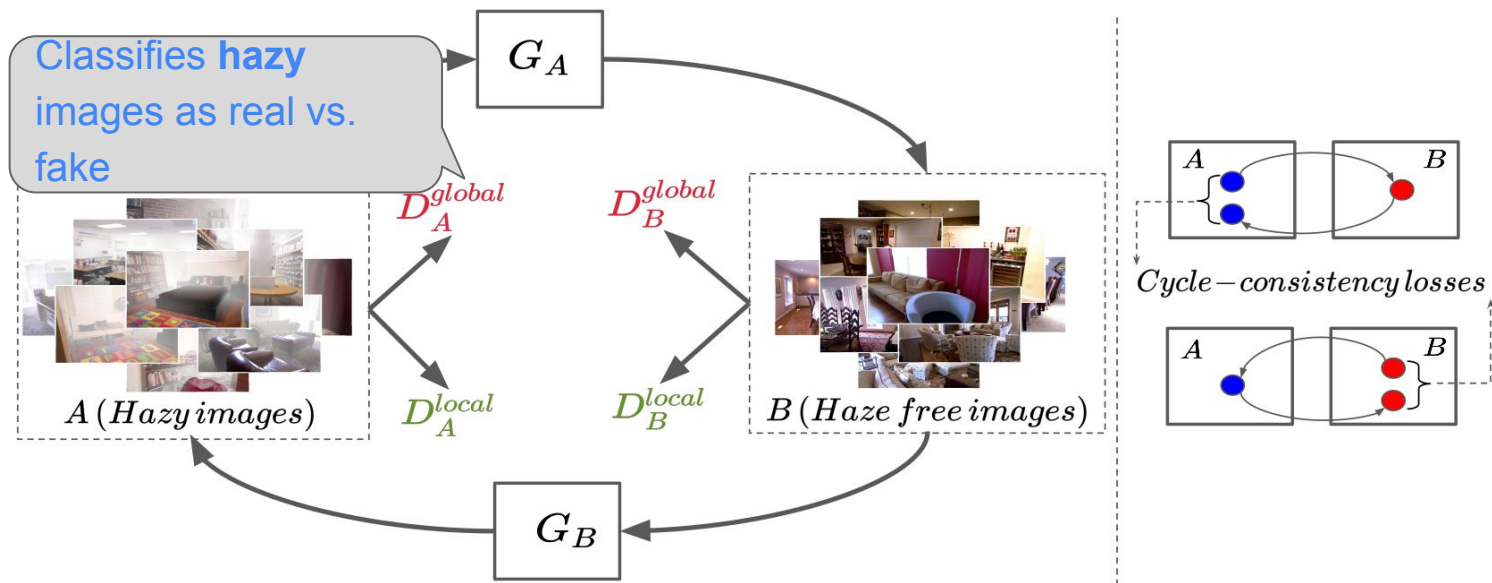 Classifies hazy
images as real vs.
fake
G_A
D_A^{global}
D_B^{global}
D_A^{local}
D_B^{local}
A (Hazy images)
B (Haze free images)
G_B
A
B
Cycle-consistency losses
A
B